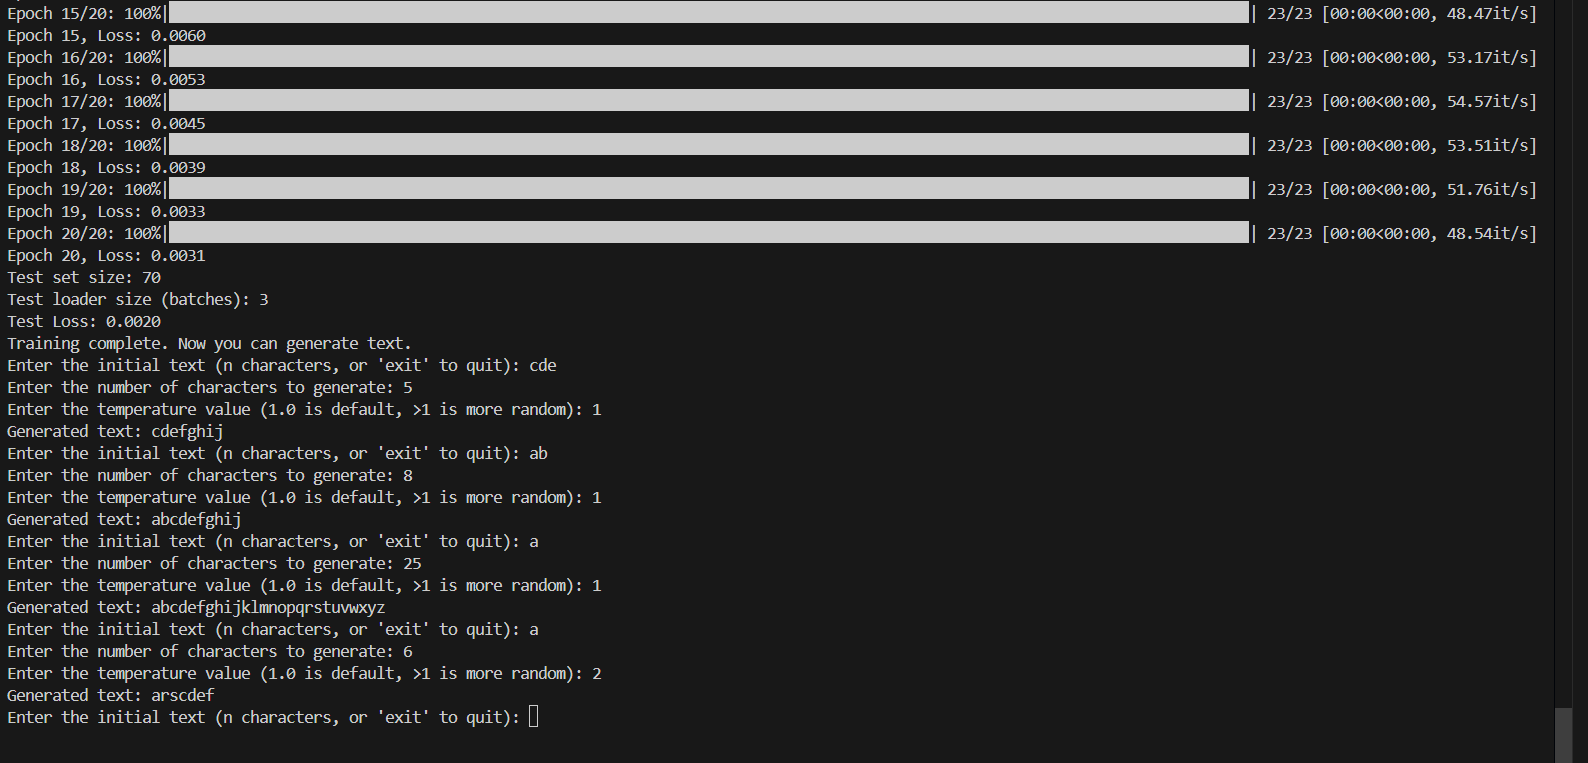 Epoch 15/20: 100%|██████████| 23/23 [00:00<00:00, 48.47it/s]
Epoch 15, Loss: 0.0060
Epoch 16/20: 100%|██████████| 23/23 [00:00<00:00, 53.17it/s]
Epoch 16, Loss: 0.0053
Epoch 17/20: 100%|██████████| 23/23 [00:00<00:00, 54.57it/s]
Epoch 17, Loss: 0.0045
Epoch 18/20: 100%|██████████| 23/23 [00:00<00:00, 53.51it/s]
Epoch 18, Loss: 0.0039
Epoch 19/20: 100%|██████████| 23/23 [00:00<00:00, 51.76it/s]
Epoch 19, Loss: 0.0033
Epoch 20/20: 100%|██████████| 23/23 [00:00<00:00, 48.54it/s]
Epoch 20, Loss: 0.0031
Test set size: 70
Test loader size (batches): 3
Test Loss: 0.0020
Training complete. Now you can generate text.
Enter the initial text (n characters, or 'exit' to quit): cde
Enter the number of characters to generate: 5
Enter the temperature value (1.0 is default, >1 is more random): 1
Generated text: cdefghij
Enter the initial text (n characters, or 'exit' to quit): ab
Enter the number of characters to generate: 8
Enter the temperature value (1.0 is default, >1 is more random): 1
Generated text: abcdefghij
Enter the initial text (n characters, or 'exit' to quit): a
Enter the number of characters to generate: 25
Enter the temperature value (1.0 is default, >1 is more random): 1
Generated text: abcdefghijklmnopqrstuvwxyz
Enter the initial text (n characters, or 'exit' to quit): a
Enter the number of characters to generate: 6
Enter the temperature value (1.0 is default, >1 is more random): 2
Generated text: arscdef
Enter the initial text (n characters, or 'exit' to quit):